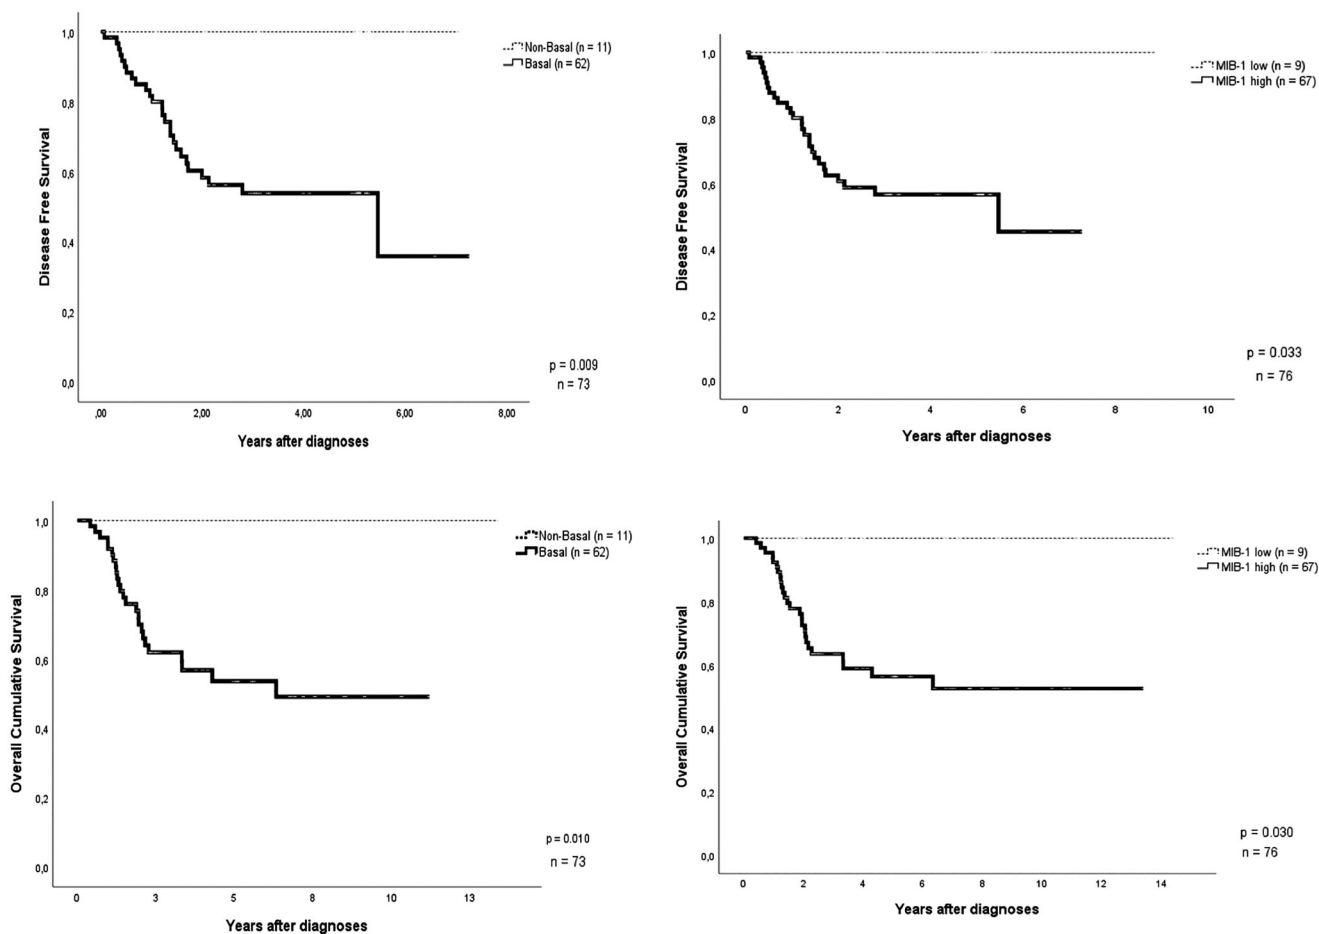 1,0
0,8
0,6
0,4
0,2
0,0
Disease Free Survival
Non-Basal (n = 11)
Basal (n = 62)
p = 0.009
n = 73
,00 2,00 4,00 6,00 8,00
Years after diagnoses
1,0
0,8
0,6
0,4
0,2
0,0
Disease Free Survival
MIB-1 low (n = 9)
MIB-1 high (n = 67)
p = 0.033
n = 76
0 2 4 6 8 10
Years after diagnoses
1,0
0,8
0,6
0,4
0,2
0,0
Overall Cumulative Survival
Non-Basal (n = 11)
Basal (n = 62)
p = 0.010
n = 73
0 3 5 8 10 13
Years after diagnoses
1,0
0,8
0,6
0,4
0,2
0,0
Overall Cumulative Survival
MIB-1 low (n = 9)
MIB-1 high (n = 67)
p = 0.030
n = 76
0 2 4 6 8 10 12 14
Years after diagnoses